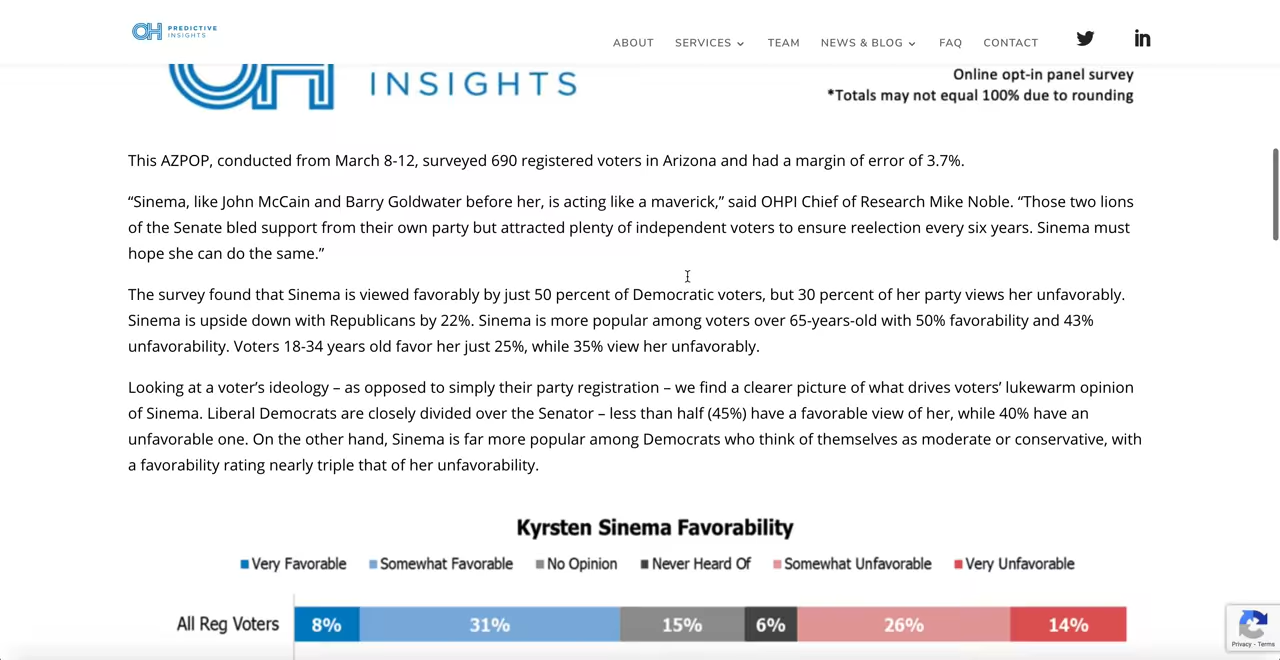 OH PREDICTIVE
INSIGHTS
ABOUT SERVICES TEAM NEWS & BLOG FAQ CONTACT
INSIGHTS
Online opt-in panel survey
*Totals may not equal 100% due to rounding
This AZPOP, conducted from March 8-12, surveyed 690 registered voters in Arizona and had a margin of error of 3.7%.
“Sinema, like John McCain and Barry Goldwater before her, is acting like a maverick,” said OHPI Chief of Research Mike Noble. “Those two lions
of the Senate bled support from their own party but attracted plenty of independent voters to ensure reelection every six years. Sinema must
hope she can do the same.”
The survey found that Sinema is viewed favorably by just 50 percent of Democratic voters, but 30 percent of her party views her unfavorably.
Sinema is upside down with Republicans by 22%. Sinema is more popular among voters over 65-years-old with 50% favorability and 43%
unfavorability. Voters 18-34 years old favor her just 25%, while 35% view her unfavorably.
Looking at a voter’s ideology – as opposed to simply their party registration – we find a clearer picture of what drives voters’ lukewarm opinion
of Sinema. Liberal Democrats are closely divided over the Senator – less than half (45%) have a favorable view of her, while 40% have an
unfavorable one. On the other hand, Sinema is far more popular among Democrats who think of themselves as moderate or conservative, with
a favorability rating nearly triple that of her unfavorability.
Kyrsten Sinema Favorability
Very Favorable Somewhat Favorable No Opinion Never Heard Of Somewhat Unfavorable Very Unfavorable
All Reg Voters 8% 31% 15% 6% 26% 14%
Privacy - Terms